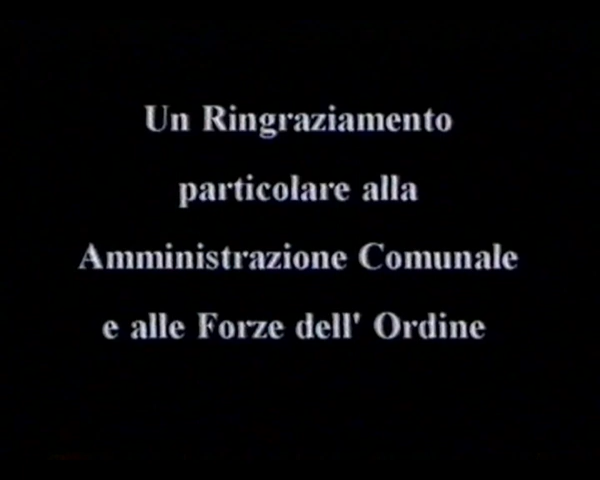 Un Ringraziamento
particolare alla
Amministrazione Comunale
e alle Forze dell' Ordine